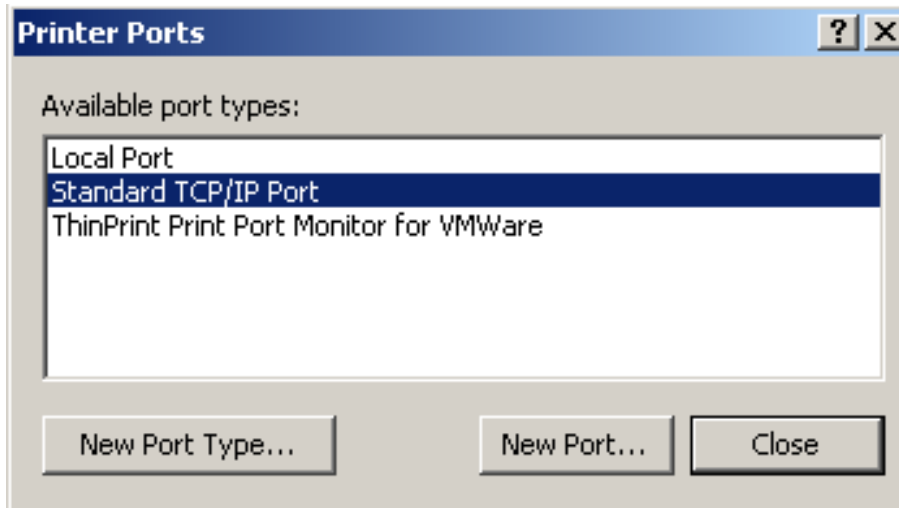 Printer Ports
Available port types:
Local Port
Standard TCP/IP Port
ThinPrint Print Port Monitor for VMWare
New Port Type... New Port... Close